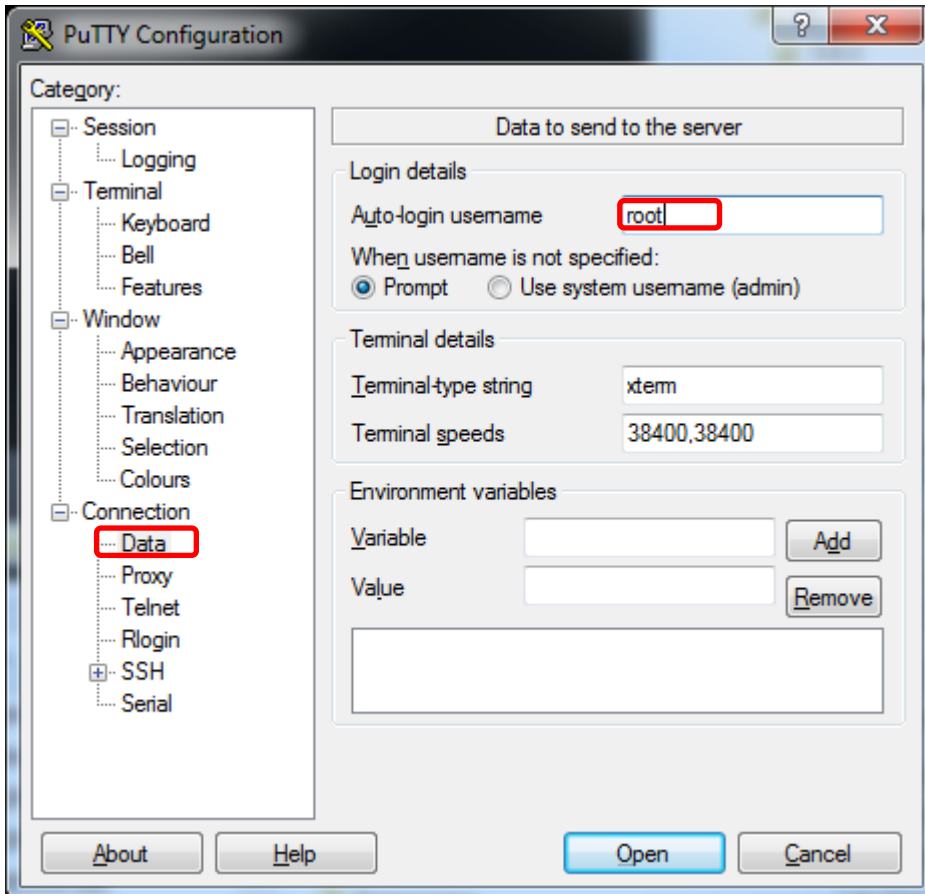 PuTTY Configuration
Category:
Session
Logging
Terminal
Keyboard
Bell
Features
Window
Appearance
Behaviour
Translation
Selection
Colours
Connection
Data
Proxy
Telnet
Rlogin
SSH
Serial
Data to send to the server
Login details
Auto-login username root
When username is not specified:
Prompt Use system username (admin)
Terminal details
Terminal-type string xterm
Terminal speeds 38400,38400
Environment variables
Variable Add
Value Remove
About Help Open Cancel